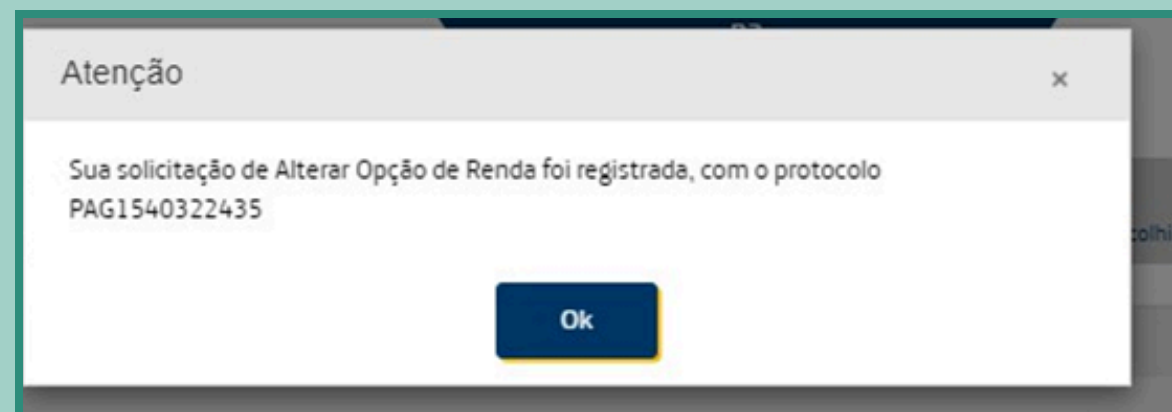 Atenção
×
Sua solicitação de Alterar Opção de Renda foi registrada, com o protocolo
PAG1540322435
Ok